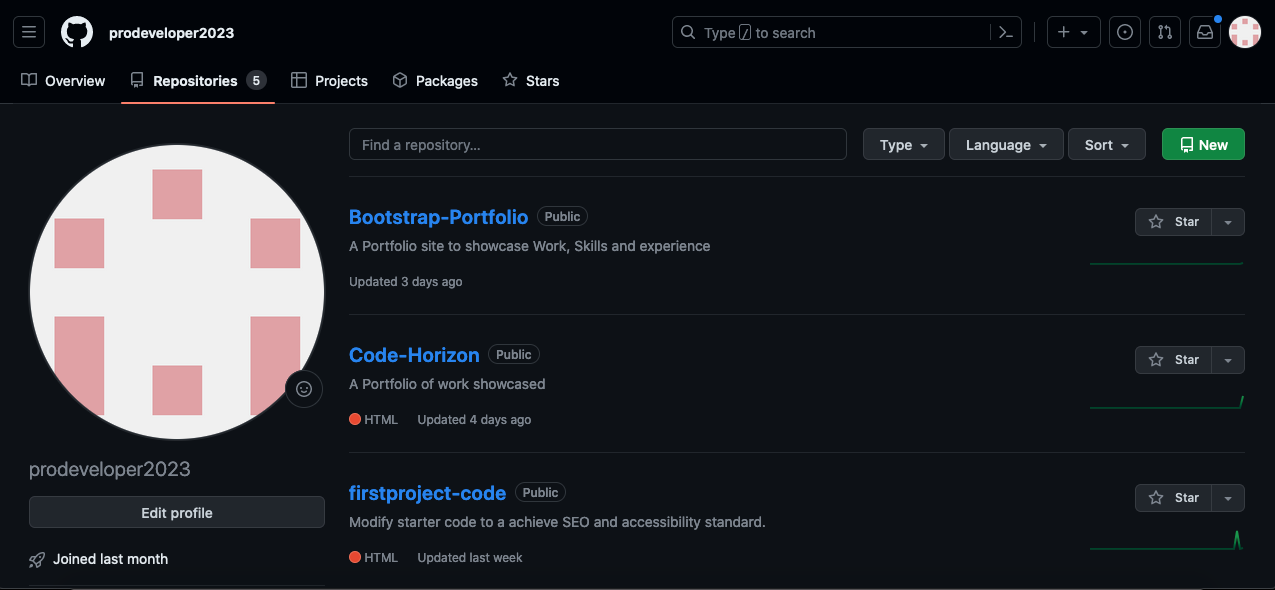 prodeveloper2023
Type / to search
Overview
Repositories 5
Projects
Packages
Stars
Find a repository...
Type
Language
Sort
New
Bootstrap-Portfolio Public
Star
A Portfolio site to showcase Work, Skills and experience
Updated 3 days ago
Code-Horizon Public
Star
A Portfolio of work showcased
HTML Updated 4 days ago
firstproject-code Public
Star
Modify starter code to a achieve SEO and accessibility standard.
HTML Updated last week
prodeveloper2023
Edit profile
Joined last month